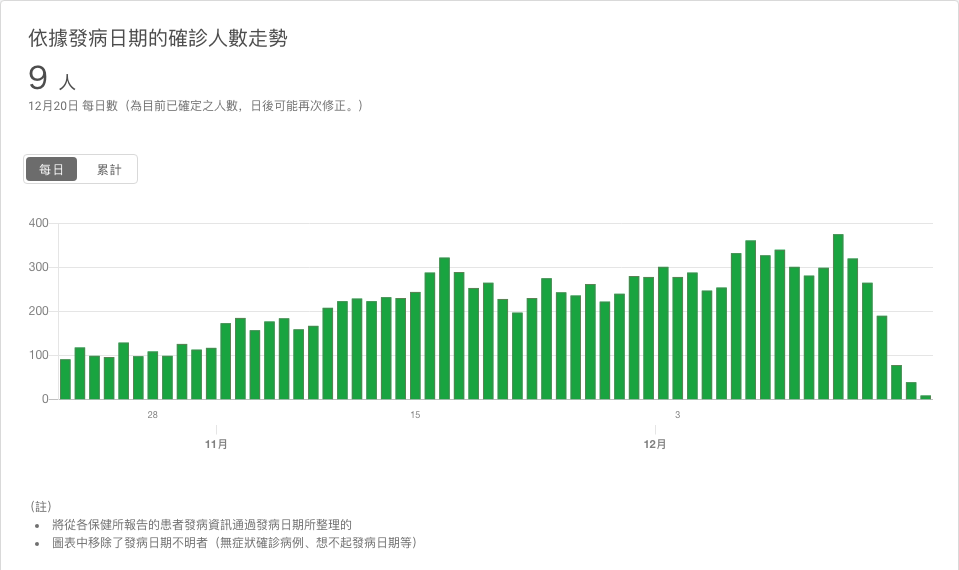 依據發病日期的確診人數走勢
9 人
12月20日 每日數（為目前已確定之人數，日後可能再次修正。）
每日 累計
400
300
200
100
0
28 15 3
11月 12月
（註）
• 將從各保健所報告的患者發病資訊通過發病日期所整理的
• 圖表中移除了發病日期不明者（無症狀確診病例、想不起發病日期等）